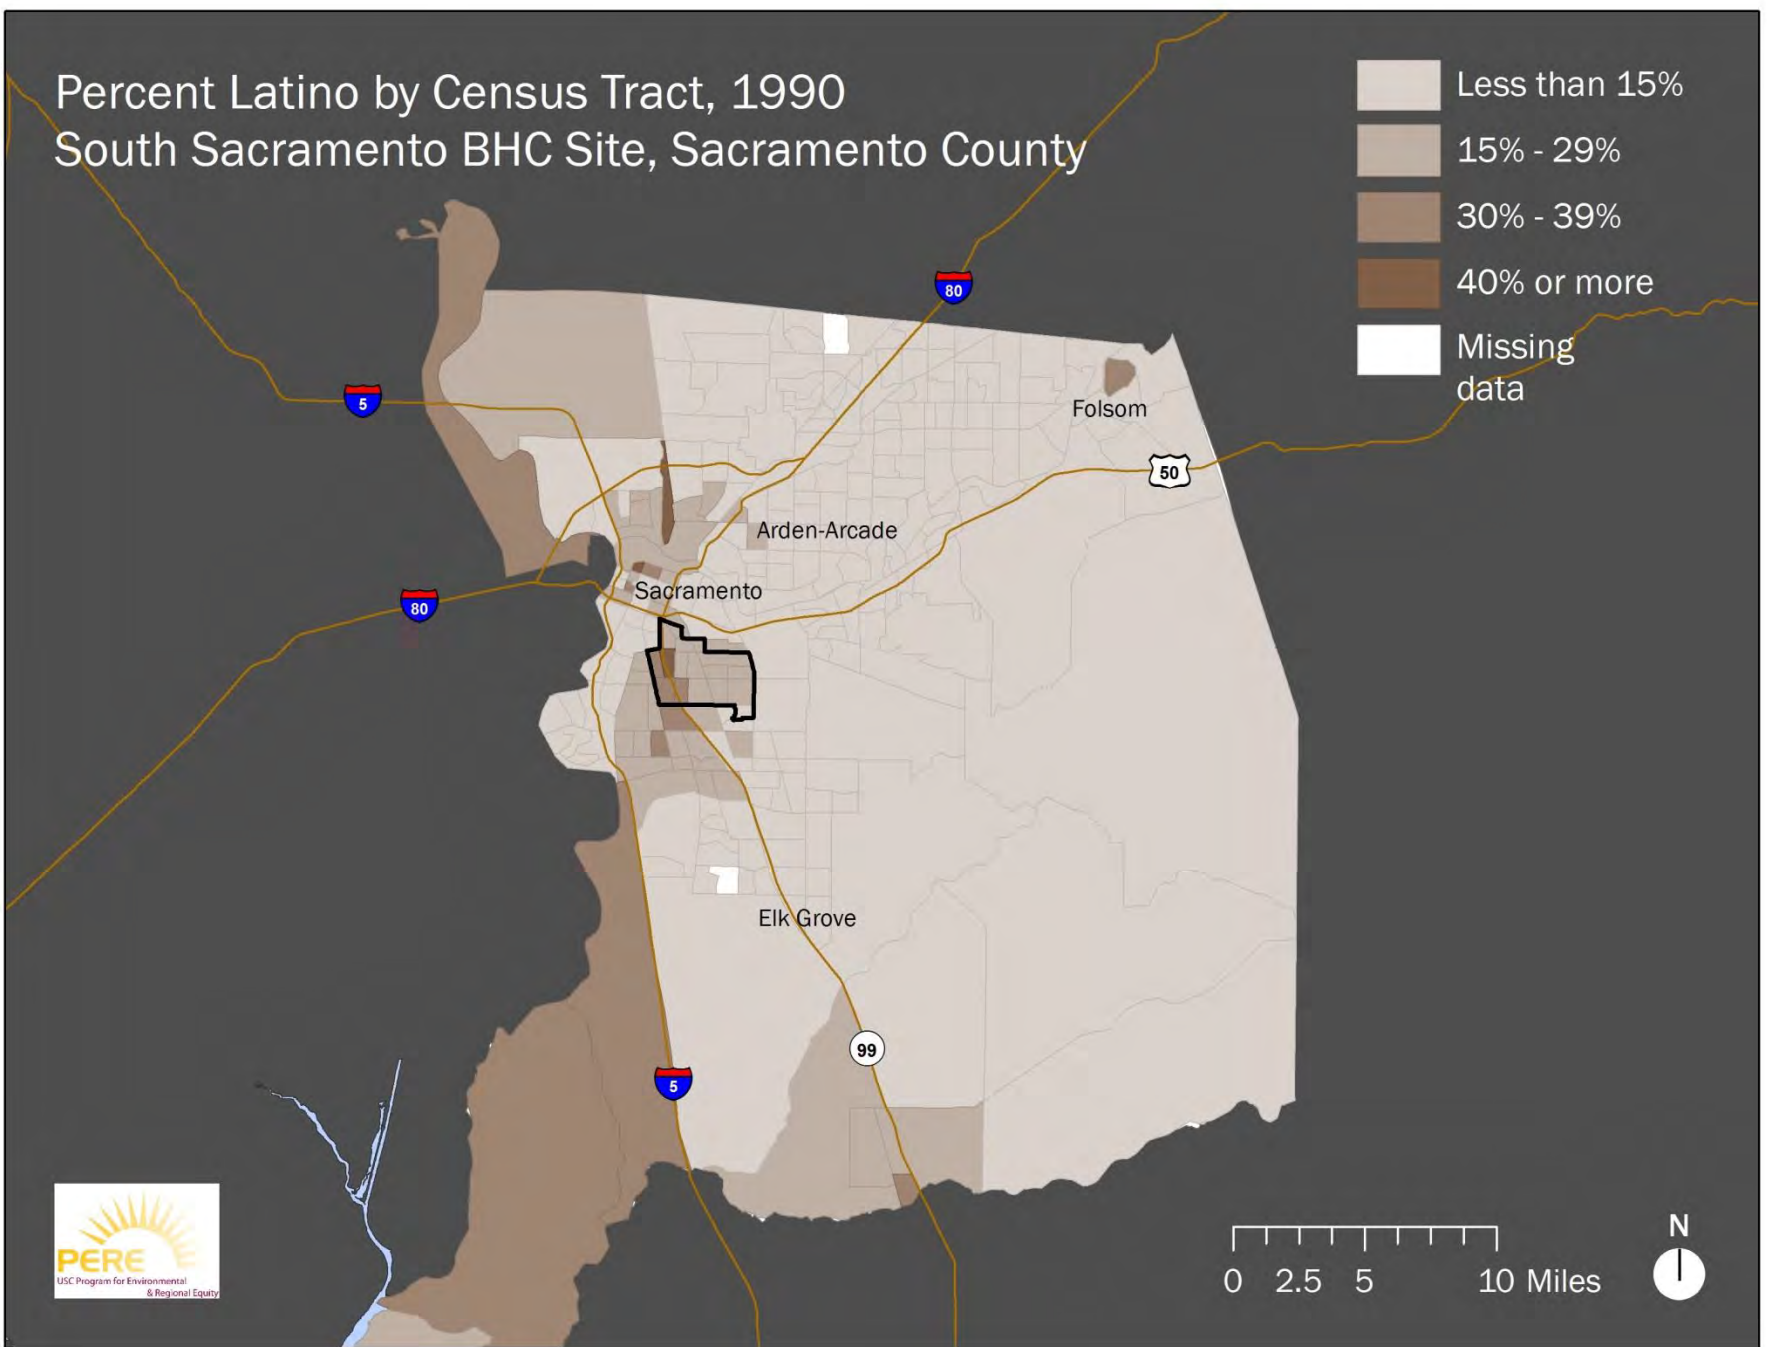 Percent Latino by Census Tract, 1990
South Sacramento BHC Site, Sacramento County
Less than 15%
15% - 29%
30% - 39%
40% or more
Missing
data
80
5
Folsom
50
Arden-Arcade
Sacramento
80
Elk Grove
99
5
PERE
USC Program for Environmental
& Regional Equity
N
0 2.5 5 10 Miles